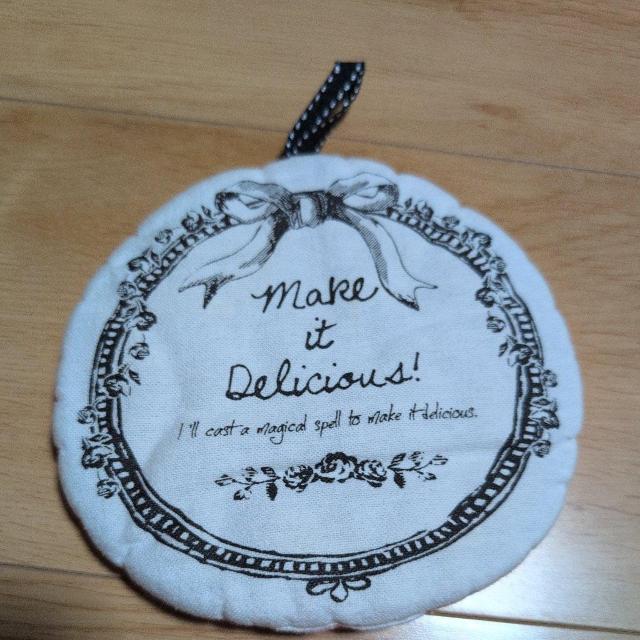 Make
it
Delicious!
I'll cast a magical spell to make it delicious.